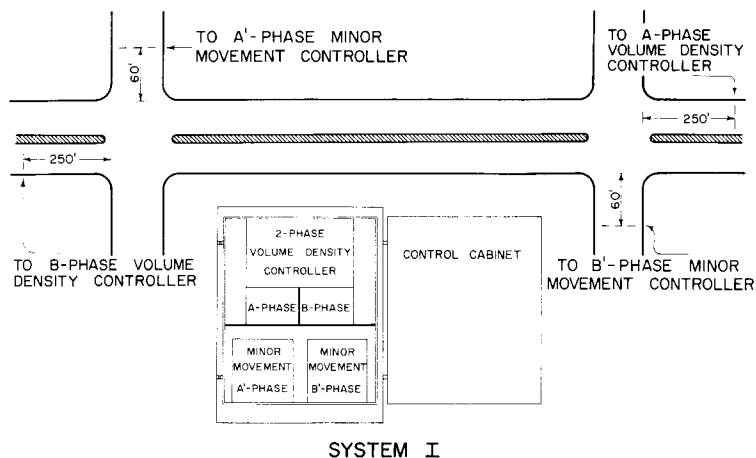 TO A'-PHASE MINOR
MOVEMENT CONTROLLER
TO A-PHASE
VOLUME DENSITY
CONTROLLER
60'
250'
250'
60'
TO B-PHASE VOLUME
DENSITY CONTROLLER
2-PHASE
VOLUME DENSITY
CONTROLLER
A-PHASE
B-PHASE
MINOR
MOVEMENT
A'-PHASE
MINOR
MOVEMENT
B'-PHASE
CONTROL CABINET
TO B'-PHASE MINOR
MOVEMENT CONTROLLER
SYSTEM I